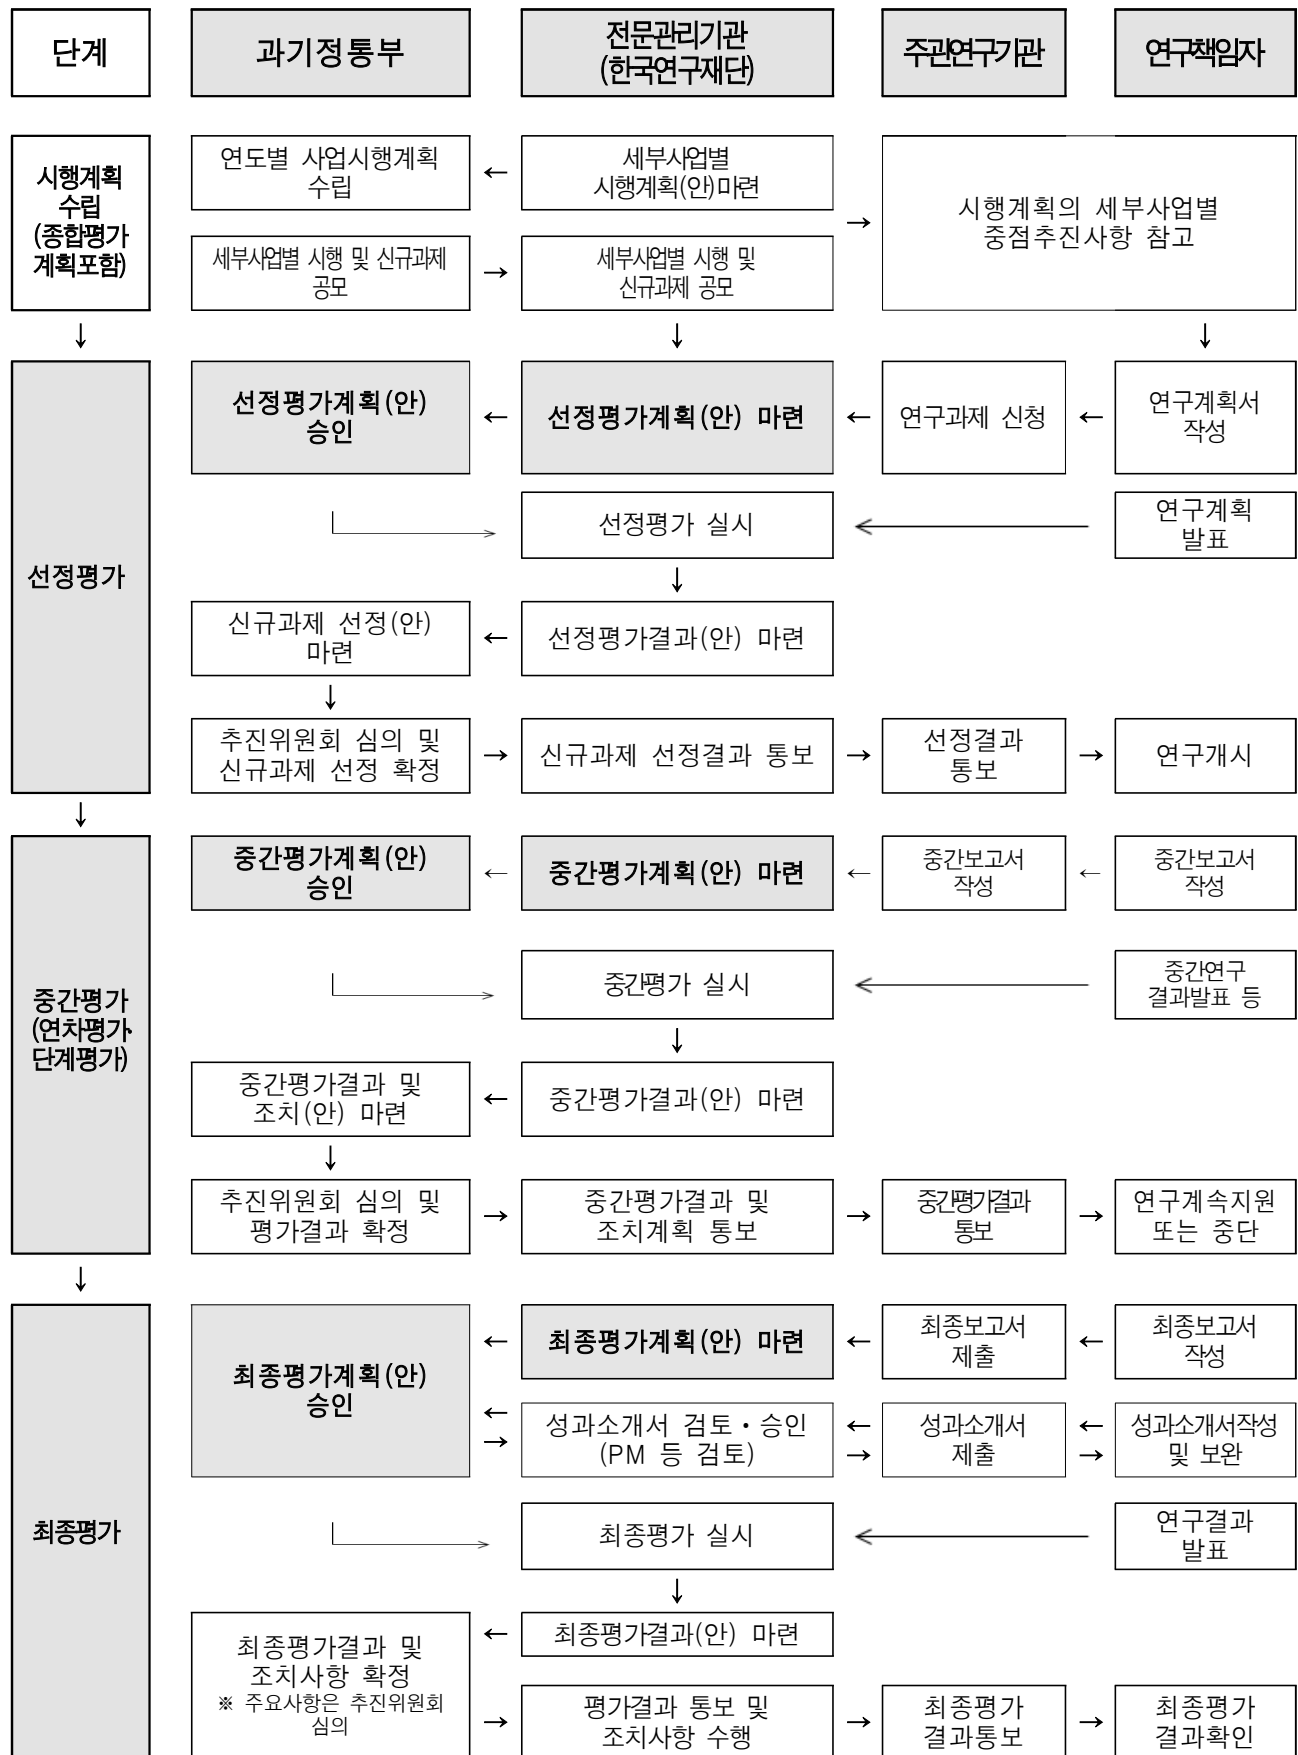 단계
과기정통부
전문관리기관
(한국연구재단)
주관연구기관
연구책임자
시행계획
수립
(종합평가
계획포함)
연도별 사업시행계획
수립
←
세부사업별
시행계획(안)마련
→
시행계획의 세부사업별
중점추진사항 참고
세부사업별 시행 및 신규과제
공모
→
세부사업별 시행 및
신규과제 공모
↓
↓
↓
선정평가
선정평가계획(안)
승인
←
선정평가계획(안) 마련
←
연구과제 신청
←
연구계획서
작성
선정평가 실시
연구계획
발표
↓
신규과제 선정(안)
마련
←
선정평가결과(안) 마련
↓
추진위원회 심의 및
신규과제 선정 확정
→
신규과제 선정결과 통보
→
선정결과
통보
→
연구개시
↓
중간평가
(연차평가·
단계평가)
중간평가계획(안)
승인
←
중간평가계획(안) 마련
←
중간보고서
작성
←
중간보고서
작성
중간평가 실시
중간연구
결과발표 등
↓
중간평가결과 및
조치(안) 마련
←
중간평가결과(안) 마련
↓
추진위원회 심의 및
평가결과 확정
→
중간평가결과 및
조치계획 통보
→
중간평가결과
통보
→
연구계속지원
또는 중단
↓
최종평가
최종평가계획(안)
승인
←
최종평가계획(안) 마련
←
최종보고서
제출
←
최종보고서
작성
←
→
성과소개서 검토·승인
(PM 등 검토)
←
→
성과소개서
제출
←
→
성과소개서작성
및 보완
최종평가 실시
연구결과
발표
↓
최종평가결과 및
조치사항 확정
※ 주요사항은 추진위원회
심의
←
최종평가결과(안) 마련
→
평가결과 통보 및
조치사항 수행
→
최종평가
결과통보
→
최종평가
결과확인